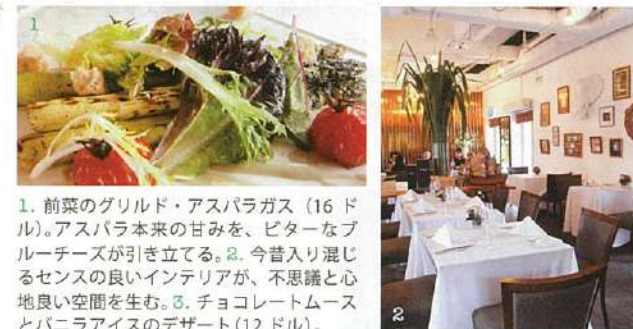 1
1. 前菜のグリルド・アスパラガス（16 ド
ル）。アスパラ本来の甘みを、ビターなブ
ルーチーズが引き立てる。2. 今昔入り混じ
るセンスの良いインテリアが、不思議と心
地良い空間を生む。3. チョコレートムース
とバニラアイスのデザート（12 ドル）。
2